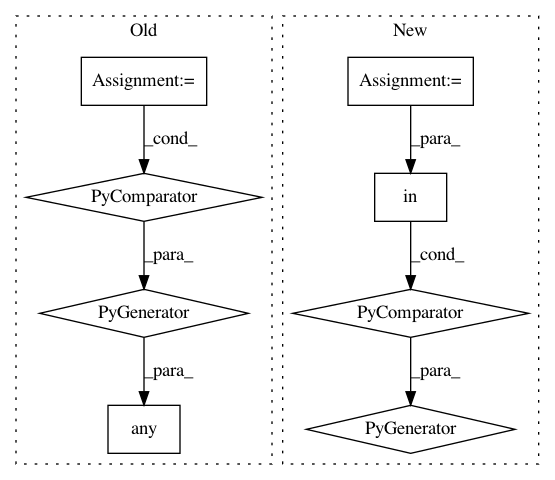 Old
New
Assignment:=
Assignment:=
_cond_
_para_
PyComparator
in
_para_
_cond_
PyGenerator
PyComparator
_para_
_para_
any
PyGenerator